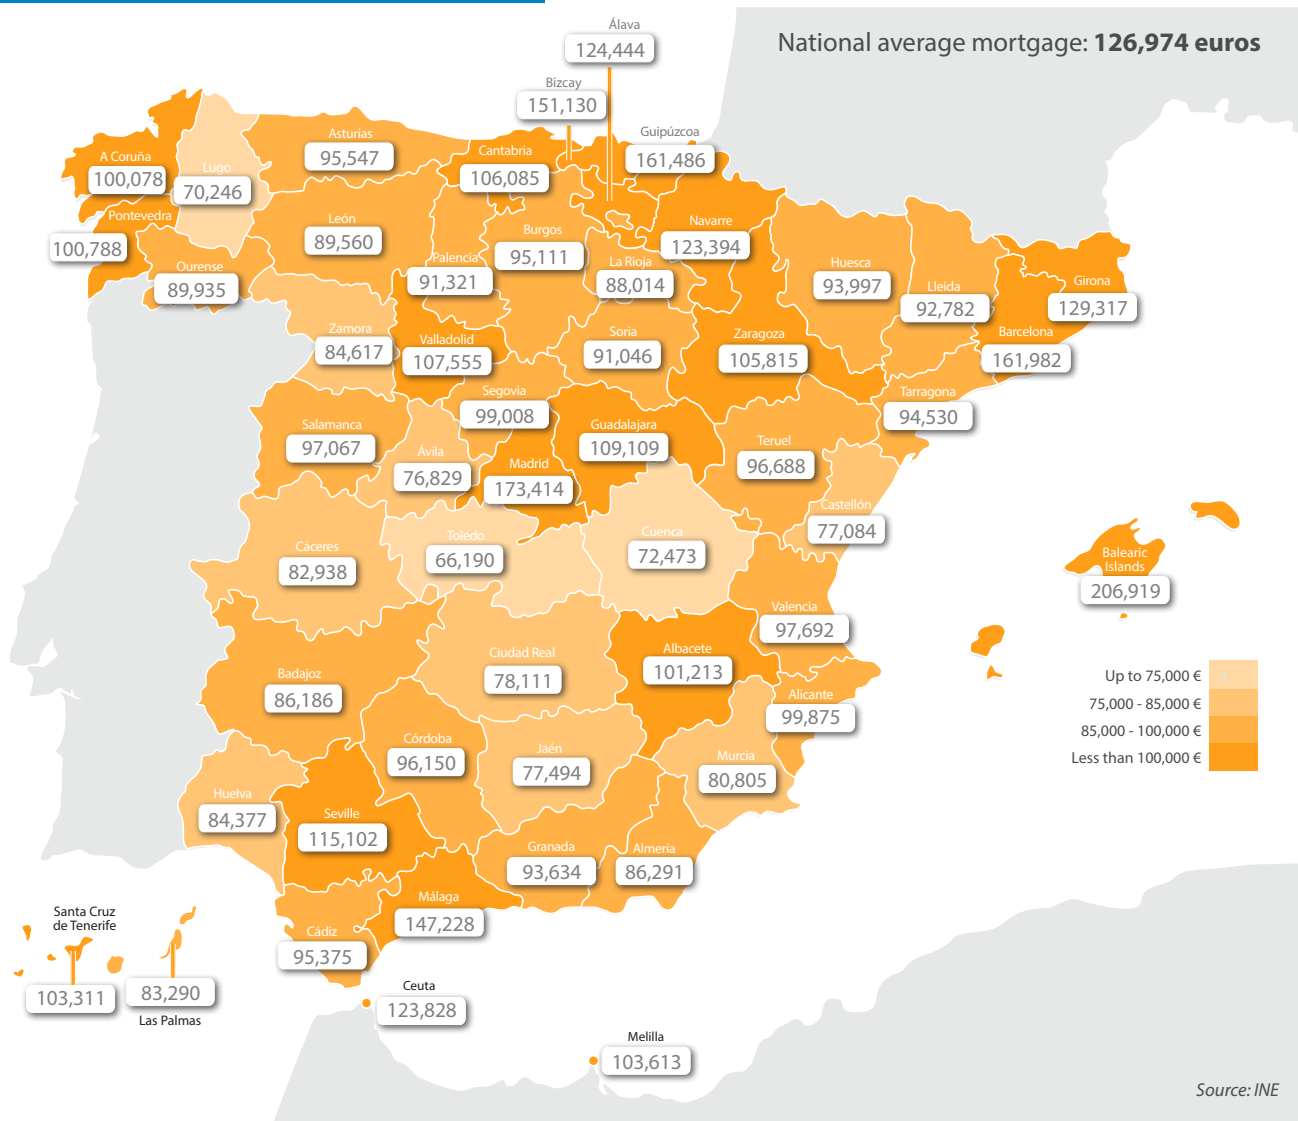 National average mortgage: 126,974 euros
Álava
124,444
Bizcay
151,130
Guipúzcoa
161,486
Asturias
95,547
Cantabria
106,085
A Coruña
100,078
Lugo
70,246
Pontevedra
100,788
Ourense
89,935
León
89,560
Palencia
91,321
Burgos
95,111
La Rioja
88,014
Navarre
123,394
Huesca
93,997
Lleida
92,782
Girona
129,317
Barcelona
161,982
Zamora
84,617
Valladolid
107,555
Soria
91,046
Zaragoza
105,815
Tarragona
94,530
Segovia
99,008
Salamanca
97,067
Ávila
76,829
Madrid
173,414
Guadalajara
109,109
Teruel
96,688
Castellón
77,084
Cáceres
82,938
Toledo
66,190
Cuenca
72,473
Balearic
Islands
206,919
Valencia
97,692
Badajoz
86,186
Ciudad Real
78,111
Albacete
101,213
Alicante
99,875
Up to 75,000 €
75,000 - 85,000 €
85,000 - 100,000 €
Less than 100,000 €
Córdoba
96,150
Jaén
77,494
Murcia
80,805
Huelva
84,377
Seville
115,102
Granada
93,634
Almería
86,291
Málaga
147,228
Cádiz
95,375
Santa Cruz
de Tenerife
103,311
83,290
Las Palmas
Ceuta
123,828
Melilla
103,613
Source: INE